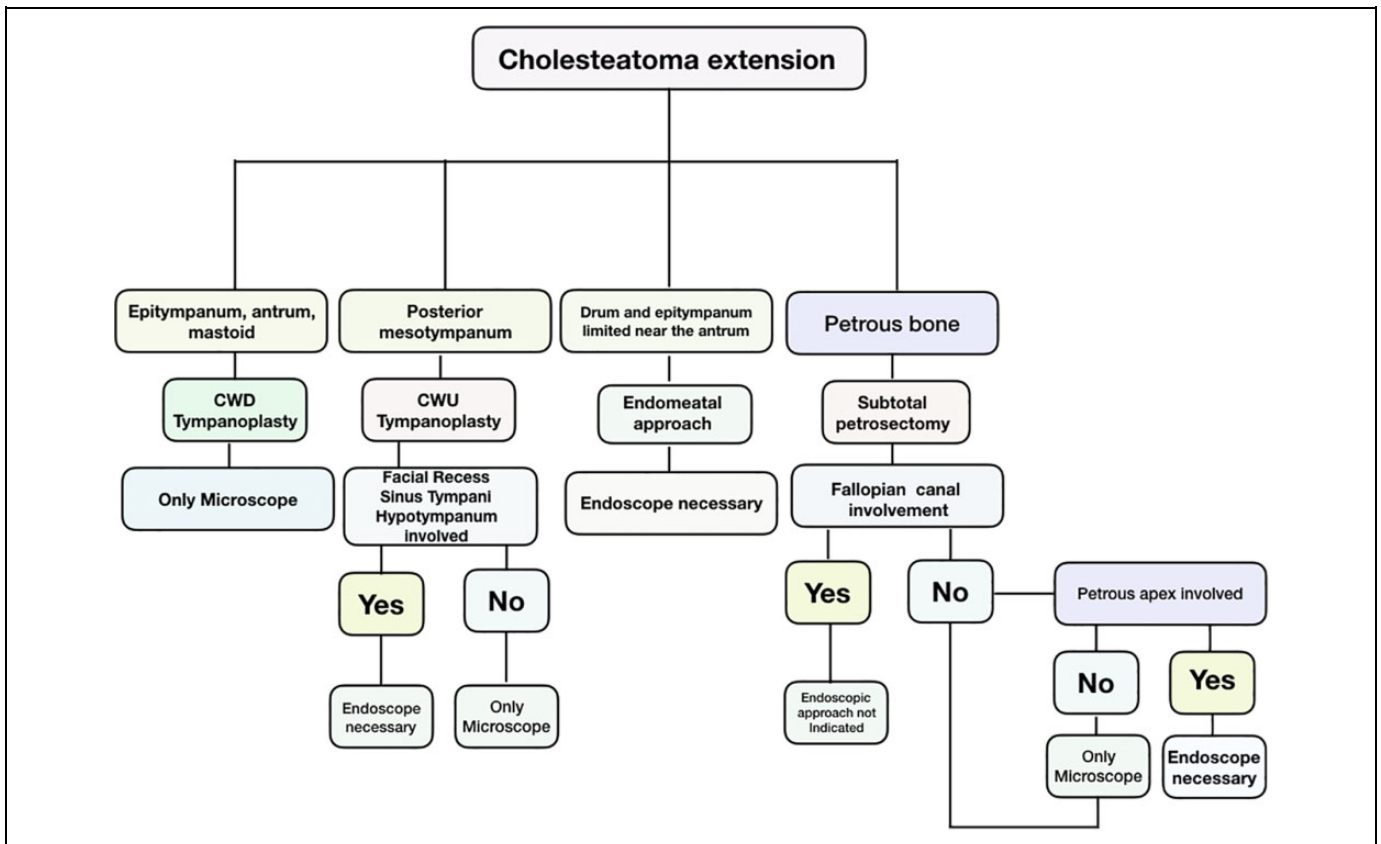 Cholesteatoma extension
Epitympanum, antrum,
mastoid
CWD
Tympanoplasty
Only Microscope
Posterior
mesotympanum
CWU
Tympanoplasty
Facial Recess
Sinus Tympani
Hypotympanum
involved
Yes
Endoscope
necessary
No
Only
Microscope
Drum and epitympanum
limited near the antrum
Endomeatal
approach
Endoscope necessary
Petrous bone
Subtotal
petrosectomy
Fallopian canal
involvement
Yes
Endoscopic
approach not
Indicated
No
Petrous apex involved
No
Only
Microscope
Yes
Endoscope
necessary